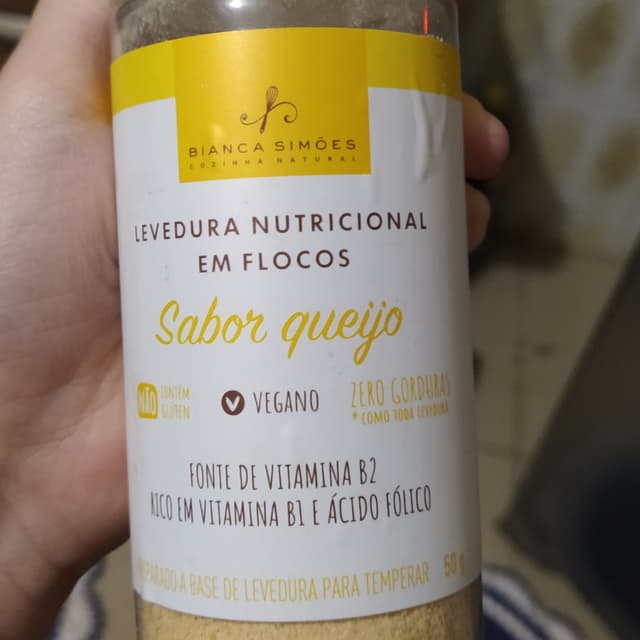 BIANCA SIMÕES
COZINHA NATURAL
LEVEDURA NUTRICIONAL
EM FLOCOS
Sabor queijo
NÃO CONTÉM
GLÚTEN
V VEGANO
ZERO GORDURAS
* COMO TODA LEVEDURA
FONTE DE VITAMINA B2
RICO EM VITAMINA B1 E ÁCIDO FÓLICO
A BASE DE LEVEDURA PARA TEMPERAR 50 g